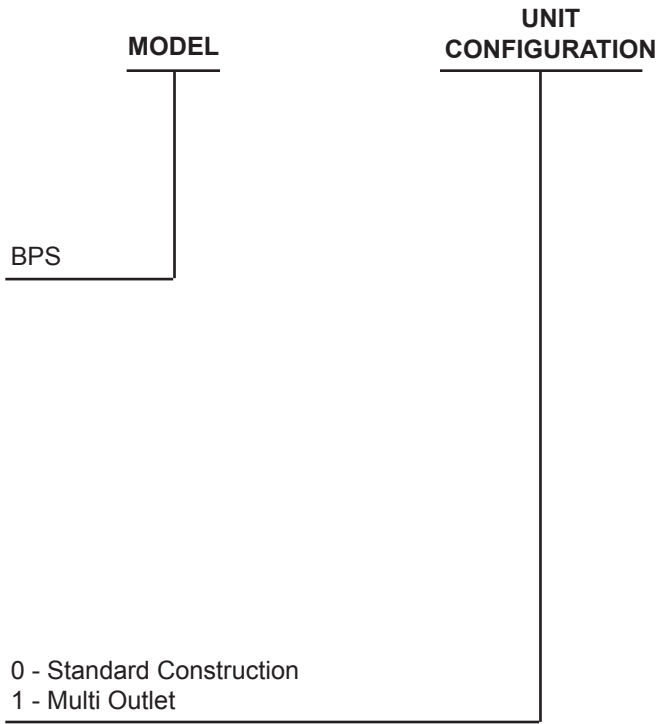 MODEL
UNIT
CONFIGURATION
BPS
0 - Standard Construction
1 - Multi Outlet